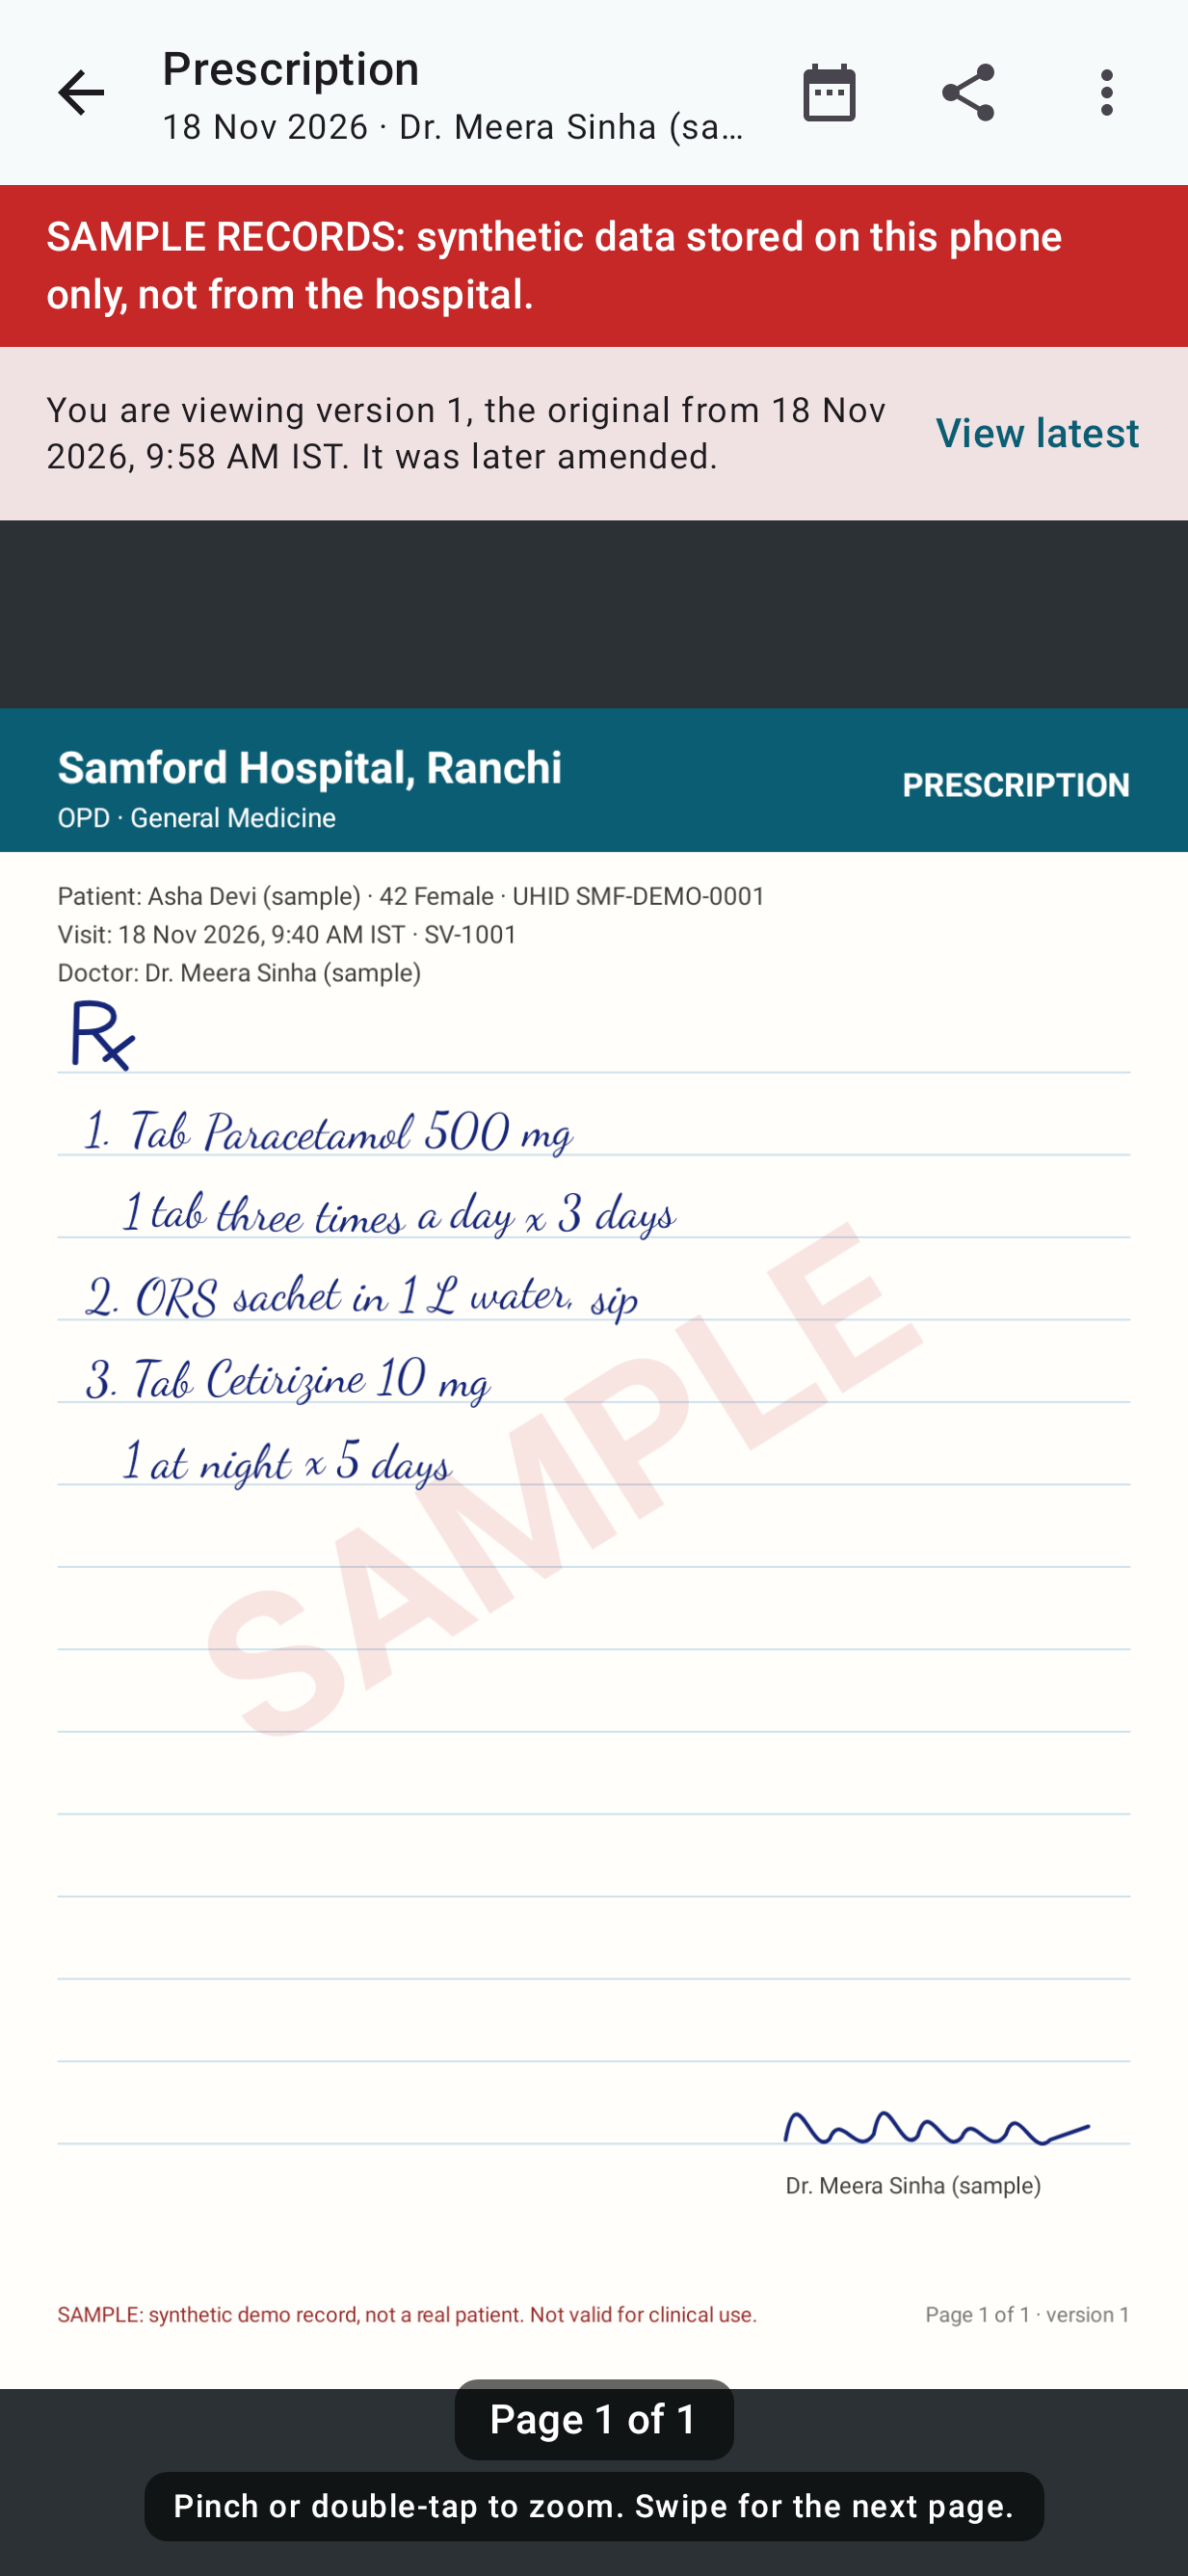 Prescription
18 Nov 2026 · Dr. Meera Sinha (sa...
SAMPLE RECORDS: synthetic data stored on this phone
only, not from the hospital.
You are viewing version 1, the original from 18 Nov
2026, 9:58 AM IST. It was later amended.
View latest
Samford Hospital, Ranchi
OPD · General Medicine
PRESCRIPTION
Patient: Asha Devi (sample) · 42 Female · UHID SMF-DEMO-0001
Visit: 18 Nov 2026, 9:40 AM IST · SV-1001
Doctor: Dr. Meera Sinha (sample)
Rx
1. Tab Paracetamol 500 mg
1 tab three times a day x 3 days
2. ORS sachet in 1 L water, sip
3. Tab Cetirizine 10 mg
1 at night x 5 days
SAMPLE
Dr. Meera Sinha (sample)
SAMPLE: synthetic demo record, not a real patient. Not valid for clinical use.
Page 1 of 1 · version 1
Page 1 of 1
Pinch or double-tap to zoom. Swipe for the next page.